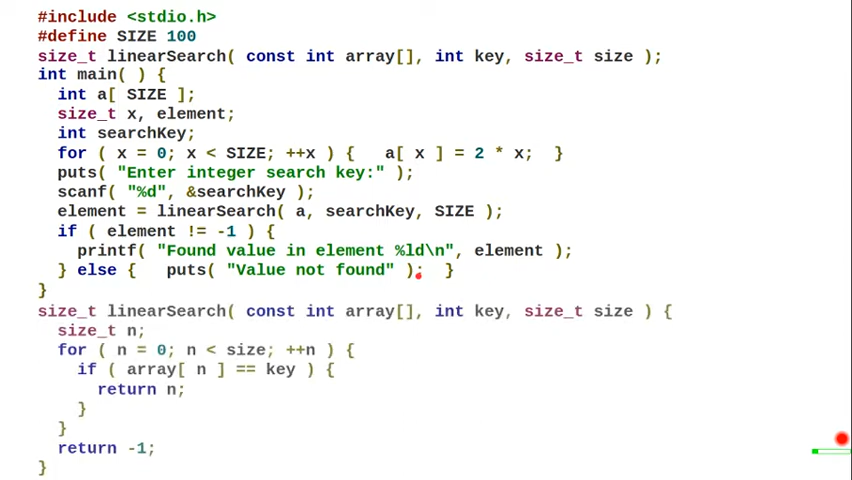 #include <stdio.h>
#define SIZE 100
size_t linearSearch( const int array[], int key, size_t size );
int main( ) {
  int a[ SIZE ];
  size_t x, element;
  int searchKey;
  for ( x = 0; x < SIZE; ++x ) {   a[ x ] = 2 * x;  }
  puts( "Enter integer search key:" );
  scanf( "%d", &searchKey );
  element = linearSearch( a, searchKey, SIZE );
  if ( element != -1 ) {
    printf( "Found value in element %ld\n", element );
  } else {   puts( "Value not found" );  }
}
size_t linearSearch( const int array[], int key, size_t size ) {
  size_t n;
  for ( n = 0; n < size; ++n ) {
    if ( array[ n ] == key ) {
      return n;
    }
  }
  return -1;
}